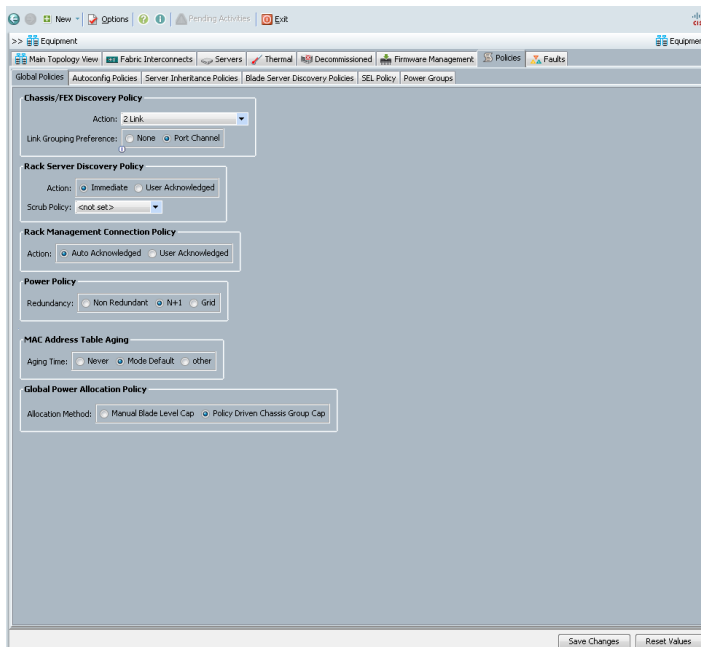 New Options Pending Activities Exit
>> Equipment
Main Topology View Fabric Interconnects Servers Thermal Decommissioned Firmware Management Policies Faults
Global Policies Autoconfig Policies Server Inheritance Policies Blade Server Discovery Policies SEL Policy Power Groups
Chassis/FEX Discovery Policy
Action: 2 Link
Link Grouping Preference: None Port Channel
Rack Server Discovery Policy
Action: Immediate User Acknowledged
Scrub Policy: <not set>
Rack Management Connection Policy
Action: Auto Acknowledged User Acknowledged
Power Policy
Redundancy: Non Redundant N+1 Grid
MAC Address Table Aging
Aging Time: Never Mode Default other
Global Power Allocation Policy
Allocation Method: Manual Blade Level Cap Policy Driven Chassis Group Cap
Save Changes Reset Values